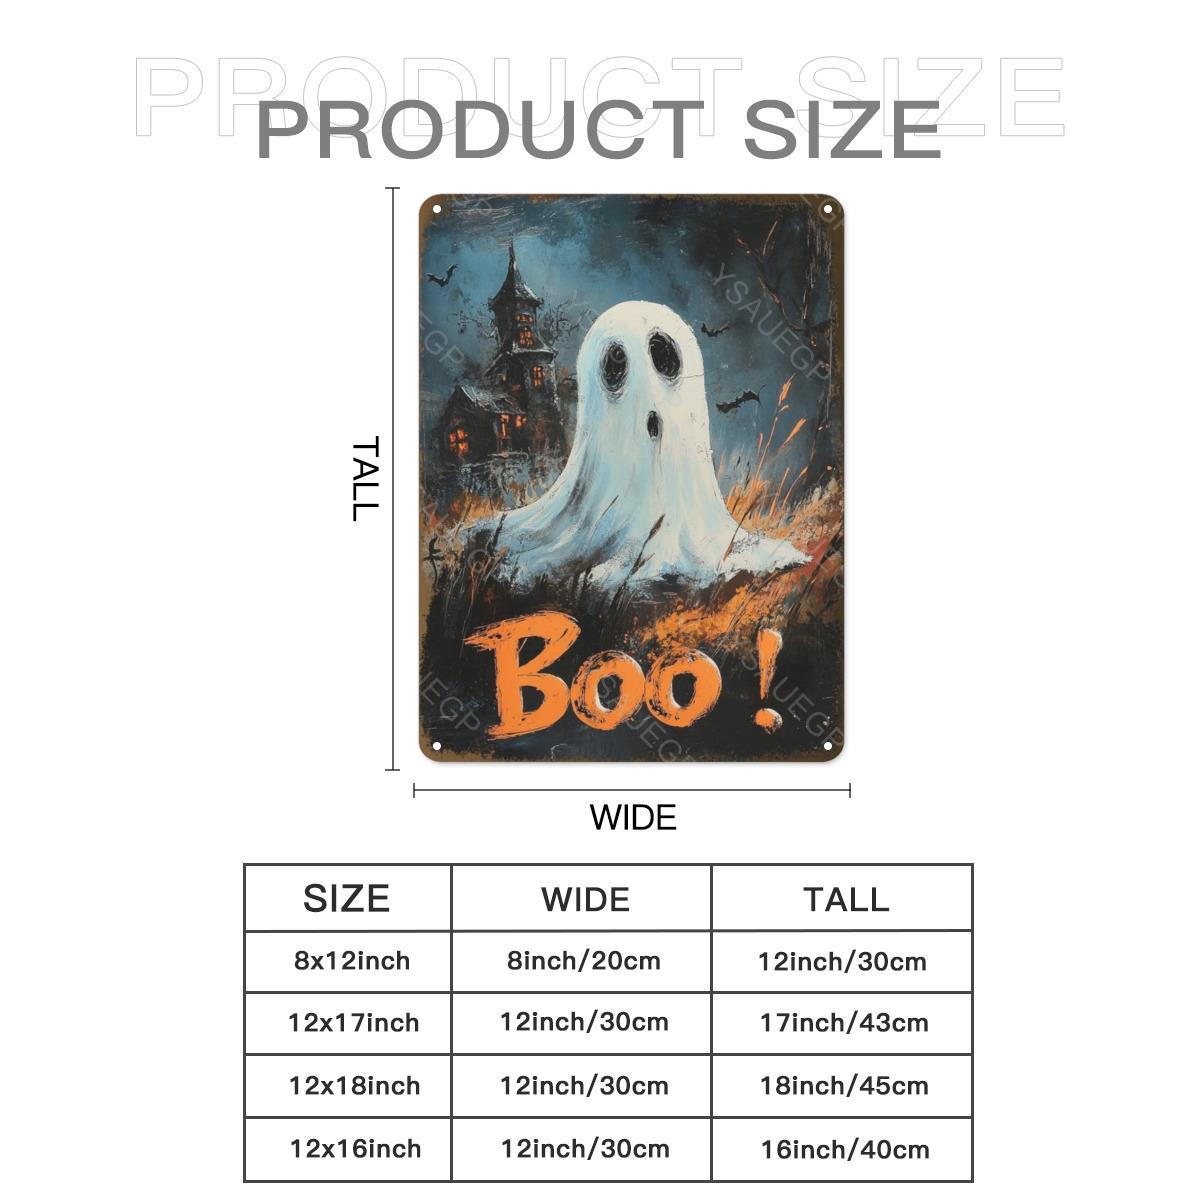 PRODUCT SIZE
PRODUCT SIZE
TALL
YSAUEGP
Boo!
WIDE
SIZE WIDE TALL
8x12inch 8inch/20cm 12inch/30cm
12x17inch 12inch/30cm 17inch/43cm
12x18inch 12inch/30cm 18inch/45cm
12x16inch 12inch/30cm 16inch/40cm